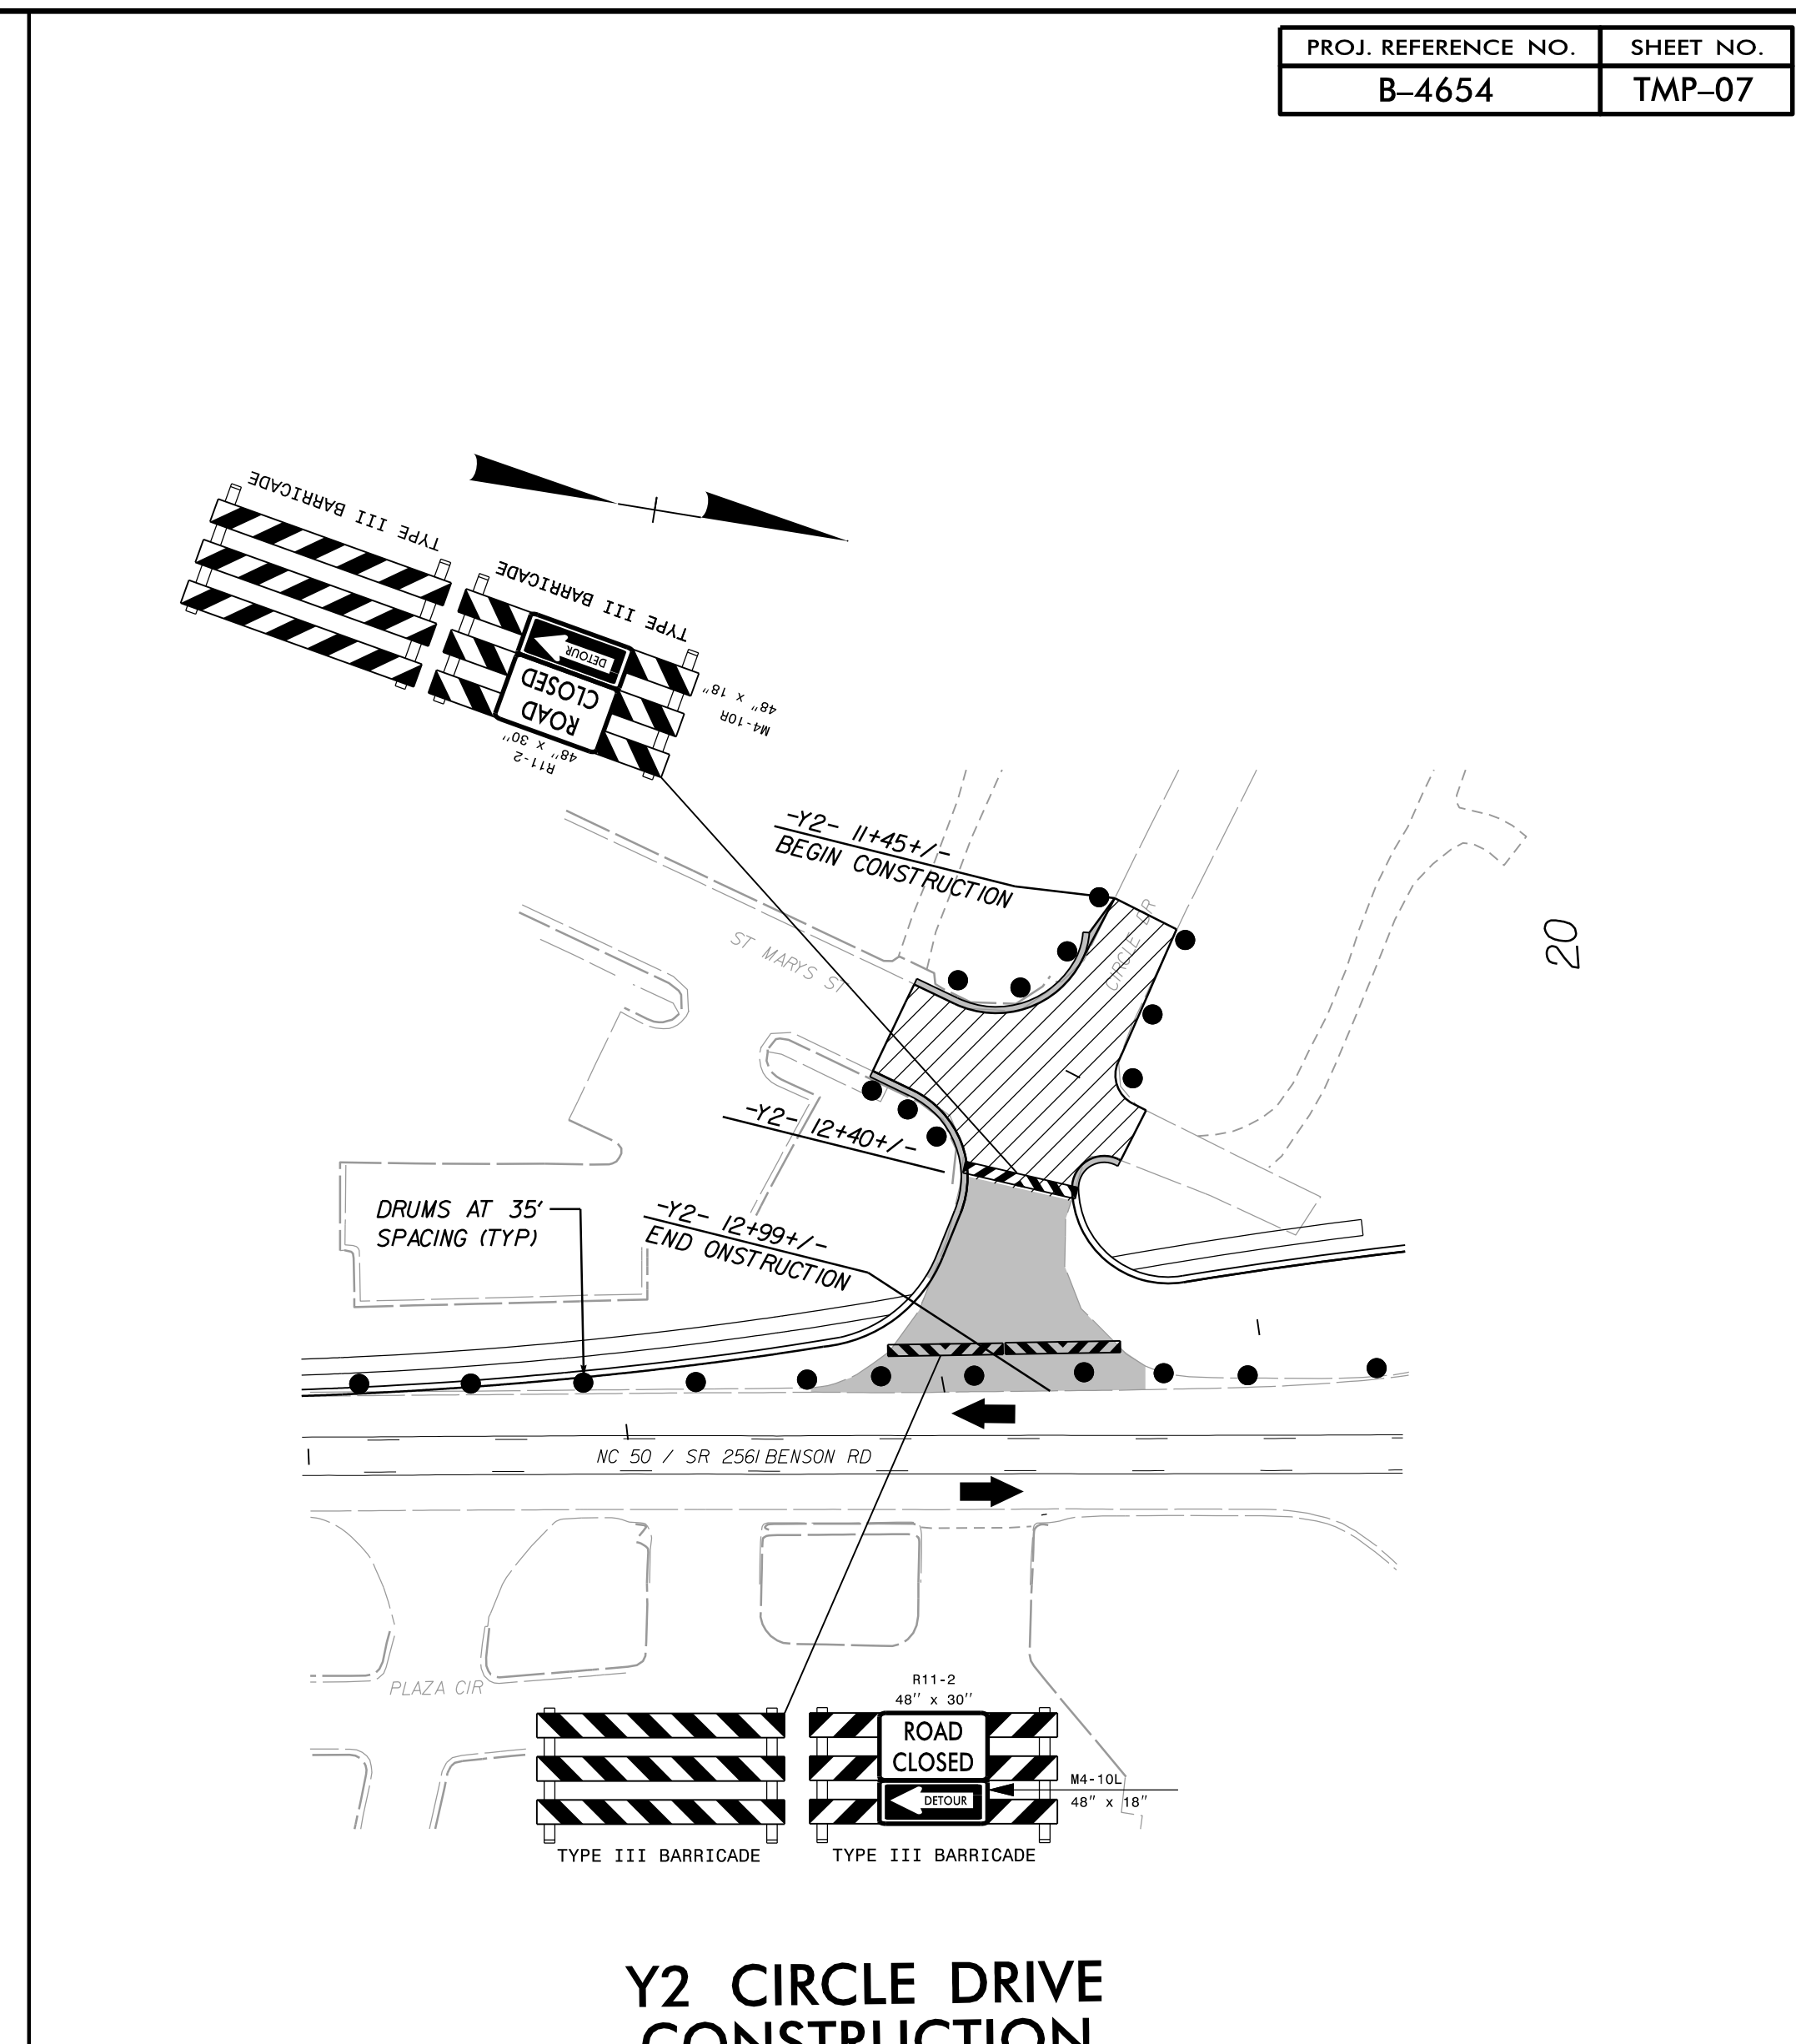 PROJ. REFERENCE NO.
SHEET NO.
B–4654
TMP–07
TYPE III BARRICADE
TYPE III BARRICADE
DETOUR
ROAD
CLOSED
48" x 18"
M4-10R
R11-2
48" x 30"
-Y2- 11+45+/-
BEGIN CONSTRUCTION
CIRCLE DR
20
ST MARYS ST
-Y2- 12+40+/-
DRUMS AT 35'
SPACING (TYP)
-Y2- 12+99+/-
END ONSTRUCTION
NC 50 / SR 2561 BENSON RD
PLAZA CIR
R11-2
48" x 30"
ROAD
CLOSED
DETOUR
M4-10L
48" x 18"
TYPE III BARRICADE
TYPE III BARRICADE
Y2 CIRCLE DRIVE
CONSTRUCTION